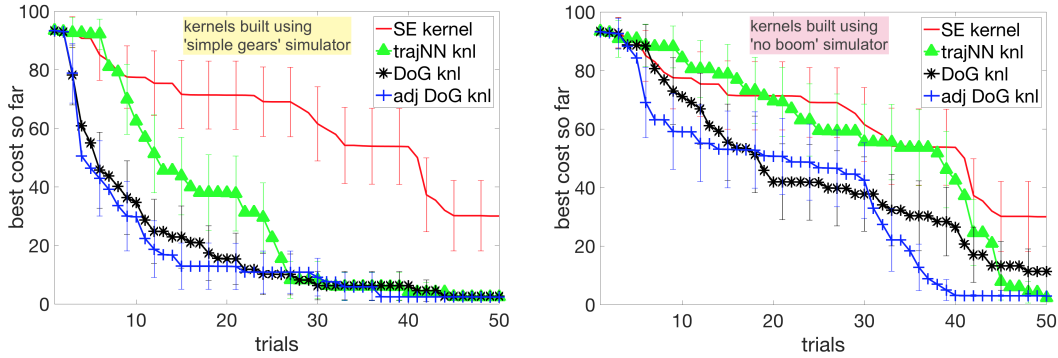 kernels built using
'simple gears' simulator
SE kernel
trajNN knl
DoG knl
adj DoG knl
best cost so far
100
80
60
40
20
0
10
20
30
40
50
trials
kernels built using
'no boom' simulator
SE kernel
trajNN knl
DoG knl
adj DoG knl
best cost so far
100
80
60
40
20
0
10
20
30
40
50
trials